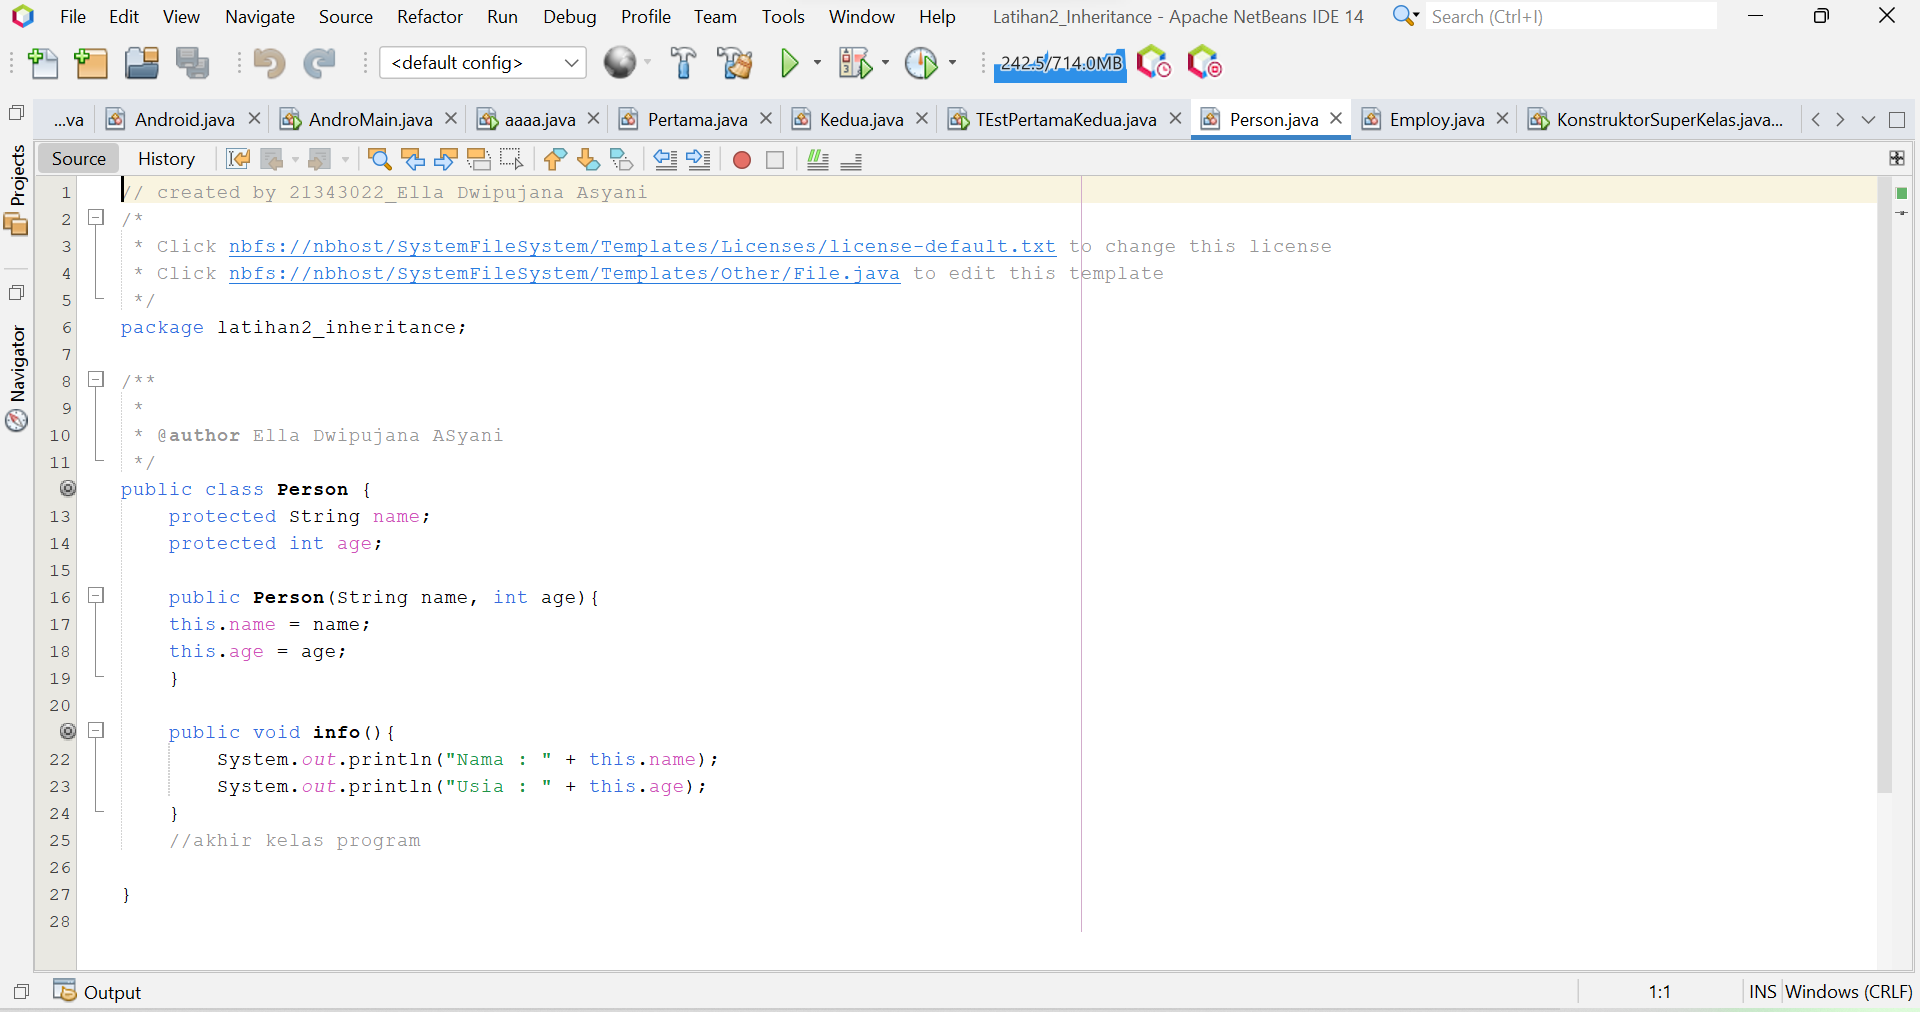 File Edit View Navigate Source Refactor Run Debug Profile Team Tools Window Help Latihan2_Inheritance - Apache NetBeans IDE 14 Search (Ctrl+I)
<default config> 242.5/714.0MB
...va Android.java AndroMain.java aaaa.java Pertama.java Kedua.java TEstPertamaKedua.java Person.java Employ.java KonstruktorSuperKelas.java...
Source History
Projects
Navigator
1 // created by 21343022_Ella Dwipujana Asyani
2 /*
3 * Click nbfs://nbhost/SystemFileSystem/Templates/Licenses/license-default.txt to change this license
4 * Click nbfs://nbhost/SystemFileSystem/Templates/Other/File.java to edit this template
5 */
6 package latihan2_inheritance;
7
8 /**
9 *
10 * @author Ella Dwipujana ASyani
11 */
public class Person {
13 protected String name;
14 protected int age;
15
16 public Person(String name, int age){
17 this.name = name;
18 this.age = age;
19 }
20
public void info(){
22 System.out.println("Nama : " + this.name);
23 System.out.println("Usia : " + this.age);
24 }
25 //akhir kelas program
26
27 }
28
Output 1:1 INS Windows (CRLF)